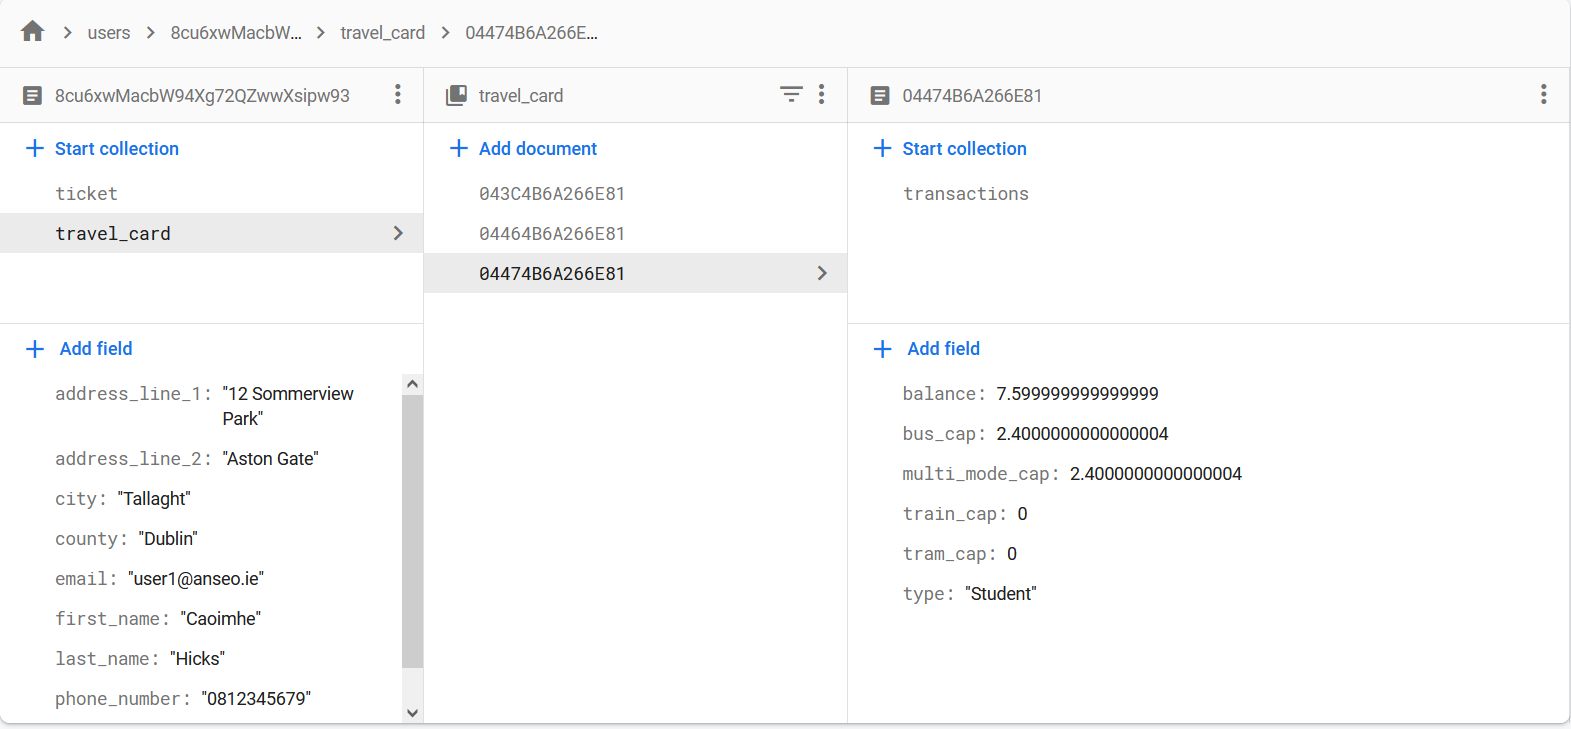 users 8cu6xwMacbW... travel_card 04474B6A266E...
8cu6xwMacbW94Xg72QZwwXsipw93
Start collection
ticket
travel_card
Add field
address_line_1: "12 Sommerview
Park"
address_line_2: "Aston Gate"
city: "Tallaght"
county: "Dublin"
email: "user1@anseo.ie"
first_name: "Caoimhe"
last_name: "Hicks"
phone_number: "0812345679"
travel_card
Add document
043C4B6A266E81
04464B6A266E81
04474B6A266E81
04474B6A266E81
Start collection
transactions
Add field
balance: 7.599999999999999
bus_cap: 2.4000000000000004
multi_mode_cap: 2.4000000000000004
train_cap: 0
tram_cap: 0
type: "Student"